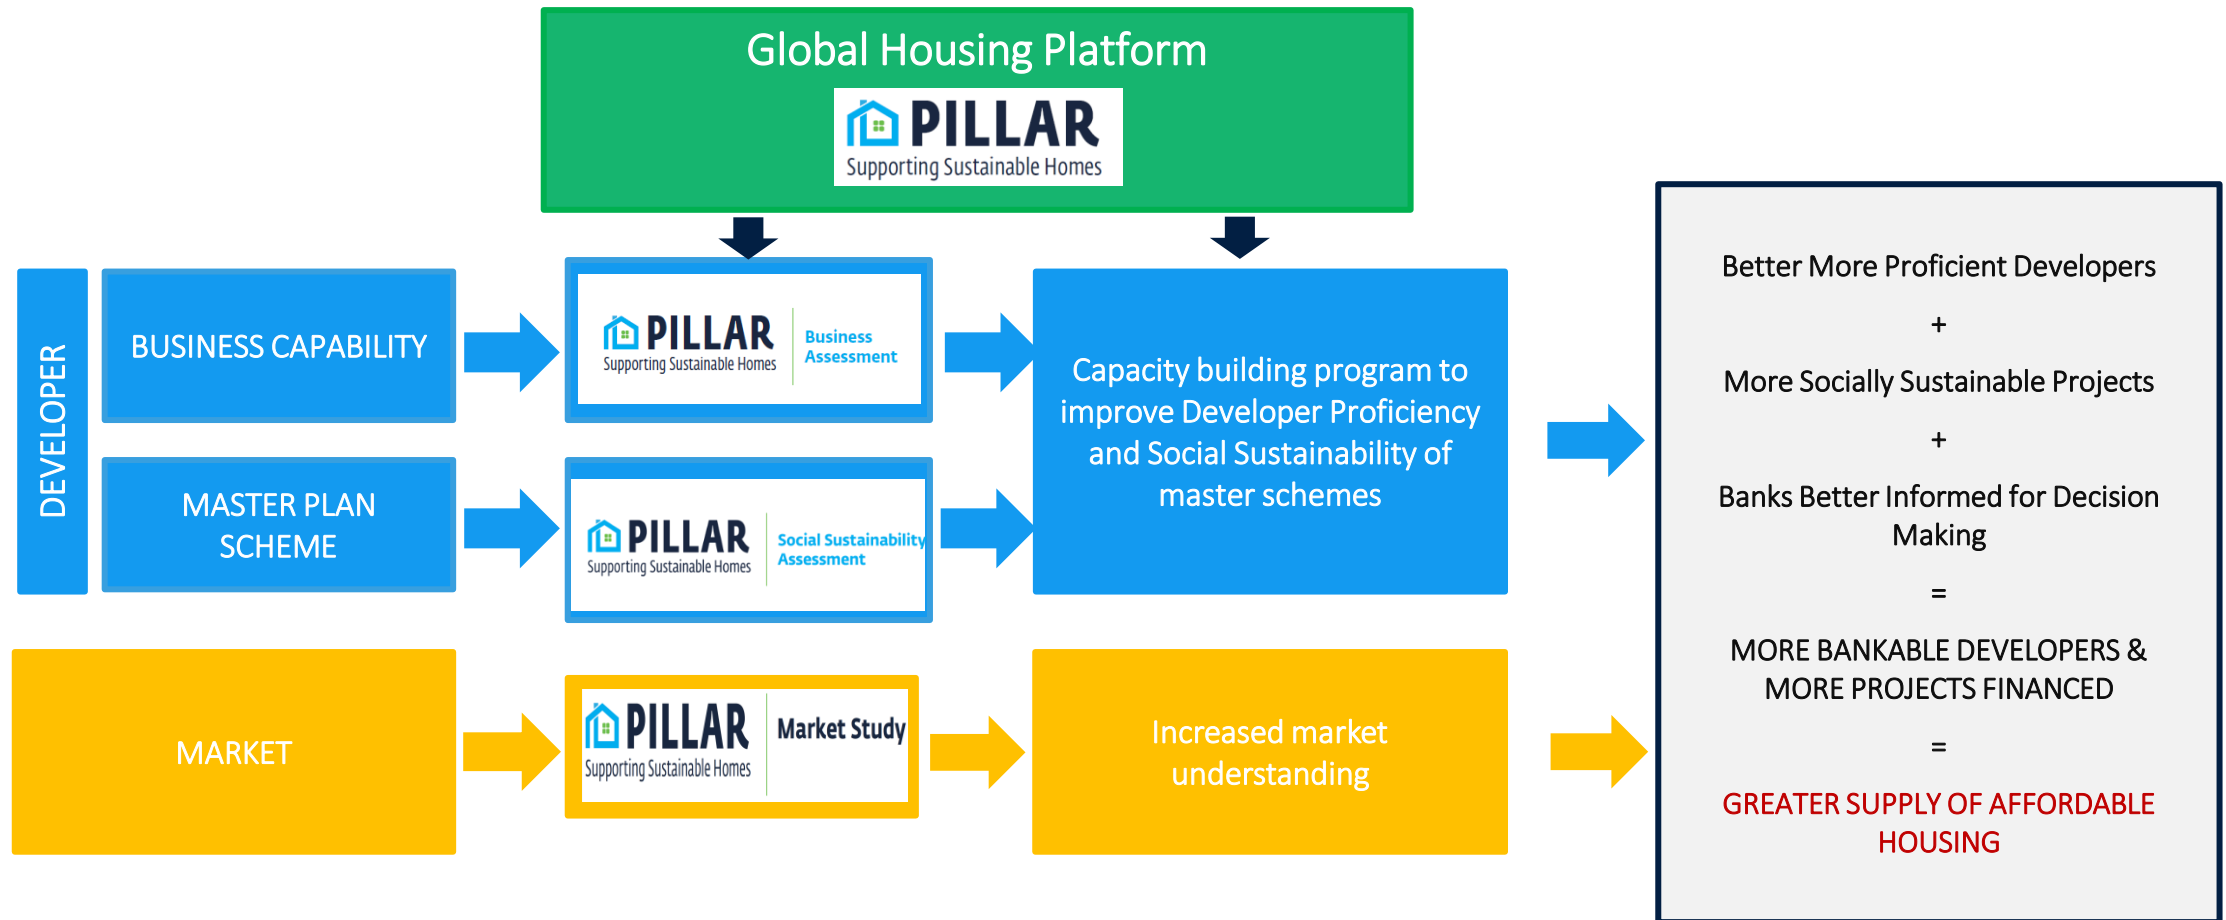 Global Housing Platform
PILLAR
Supporting Sustainable Homes
DEVELOPER
BUSINESS CAPABILITY
PILLAR
Supporting Sustainable Homes
Business
Assessment
MASTER PLAN
SCHEME
PILLAR
Supporting Sustainable Homes
Social Sustainability
Assessment
Capacity building program to
improve Developer Proficiency
and Social Sustainability of
master schemes
MARKET
PILLAR
Supporting Sustainable Homes
Market Study
Increased market
understanding
Better More Proficient Developers
+
More Socially Sustainable Projects
+
Banks Better Informed for Decision
Making
=
MORE BANKABLE DEVELOPERS &
MORE PROJECTS FINANCED
=
GREATER SUPPLY OF AFFORDABLE
HOUSING